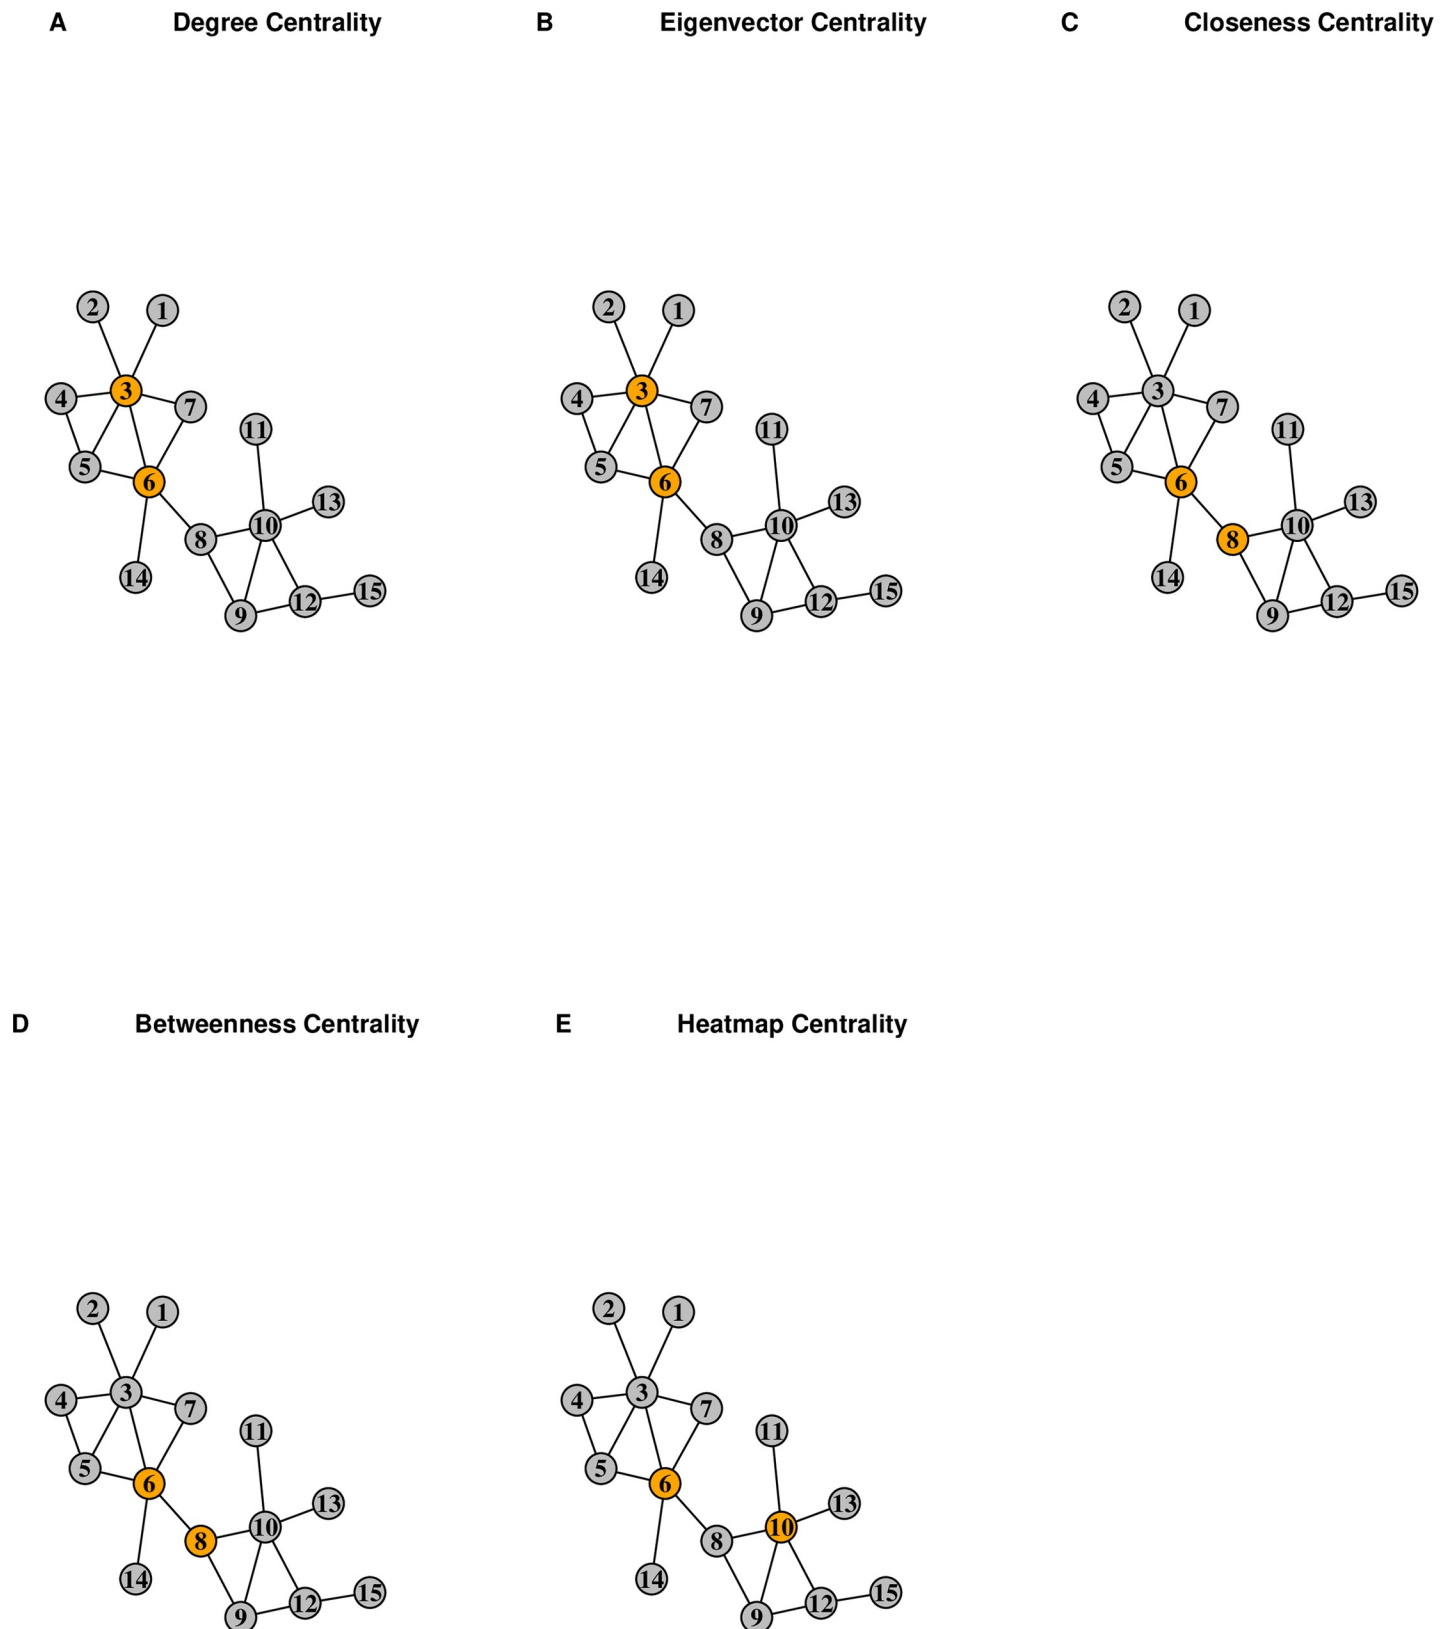 A Degree Centrality B Eigenvector Centrality C Closeness Centrality
2 1 2 1 2 1
4 3 7 4 3 7 4 3 7
11 11 11
5 6 5 6 5 6
13 13 13
8 10 8 10 8 10
14 14 14
9 12 15 9 12 15 9 12 15
D Betweenness Centrality E Heatmap Centrality
2 1 2 1
4 3 7 4 3 7
11 11
5 6 5 6
13 13
8 10 8 10
14 14
9 12 15 9 12 15